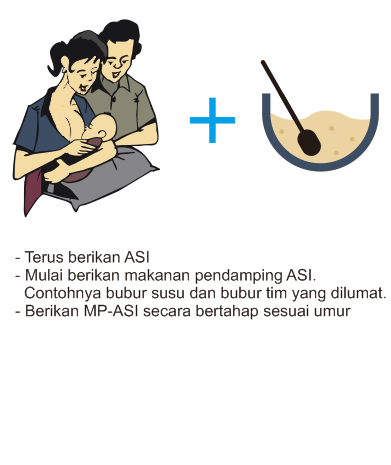 - Terus berikan ASI
- Mulai berikan makanan pendamping ASI.
Contohnya bubur susu dan bubur tim yang dilumat.
- Berikan MP-ASI secara bertahap sesuai umur